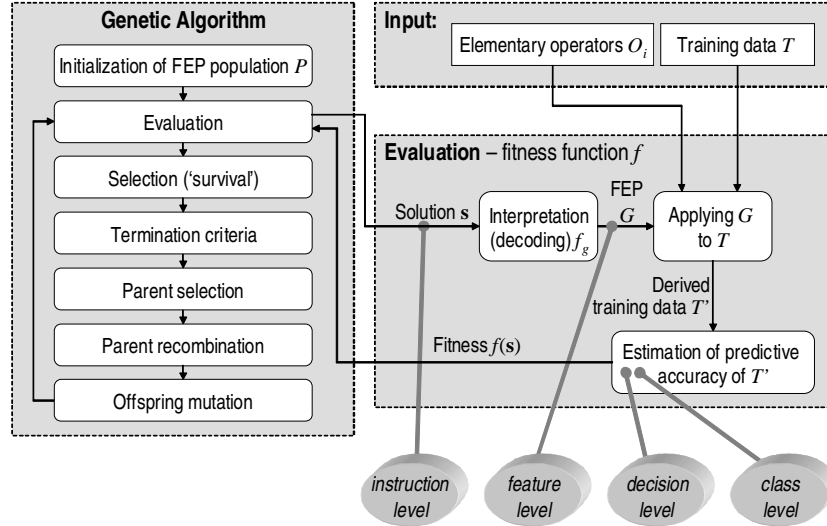 Genetic Algorithm
Initialization of FEP population P
Evaluation
Selection (‘survival’)
Termination criteria
Parent selection
Parent recombination
Offspring mutation
Input:
Elementary operators O_i
Training data T
Evaluation – fitness function f
Solution s
Interpretation
(decoding) f_g
FEP
G
Applying G
to T
Derived
training data T’
Estimation of predictive
accuracy of T’
Fitness f(s)
instruction
level
feature
level
decision
level
class
level